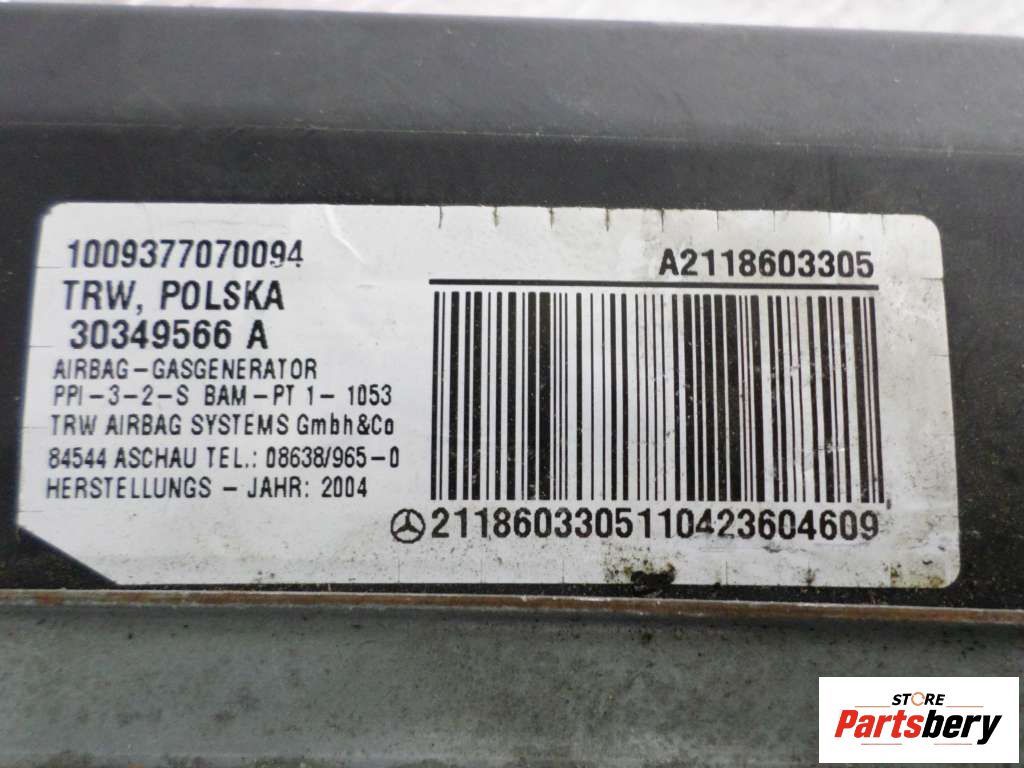 1009377070094
TRW, POLSKA
30349566 A
AIRBAG-GASGENERATOR
PPI-3-2-S BAM-PT 1- 1053
TRW AIRBAG SYSTEMS Gmbh&Co
84544 ASCHAU TEL.: 08638/965-0
HERSTELLUNGS - JAHR: 2004
A2118603305
2118603305110423604609
STORE
Partsbery